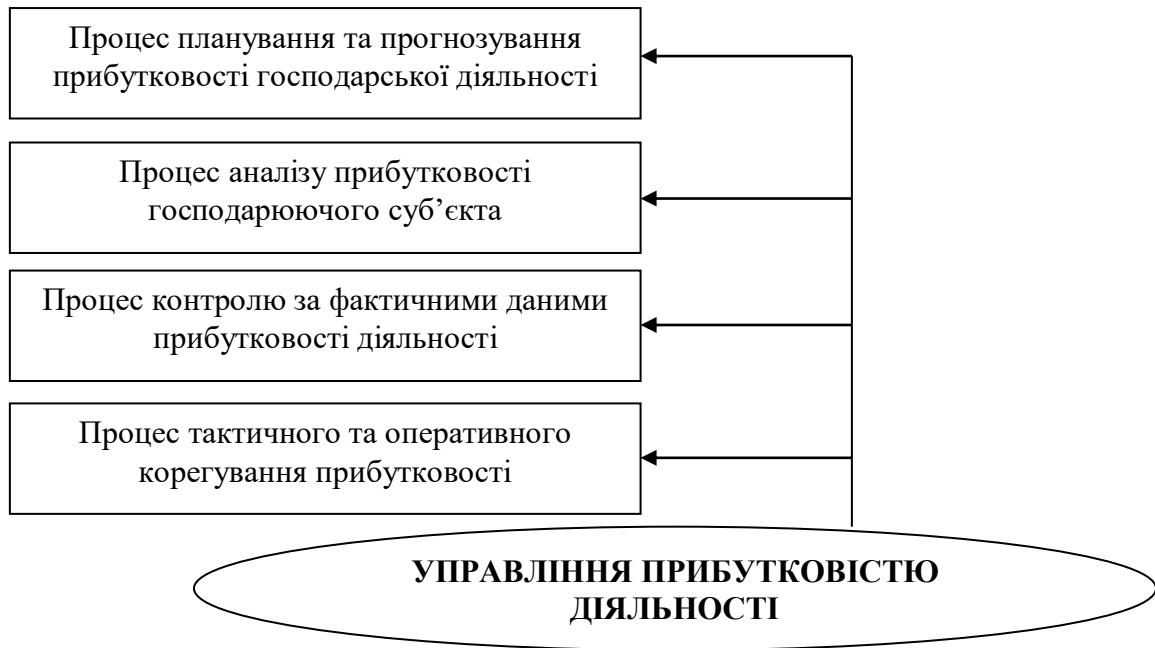 Процес планування та прогнозування
прибутковості господарської діяльності
Процес аналізу прибутковості
господарюючого суб’єкта
Процес контролю за фактичними даними
прибутковості діяльності
Процес тактичного та оперативного
корегування прибутковості
УПРАВЛІННЯ ПРИБУТКОВІСТЮ
ДІЯЛЬНОСТІ